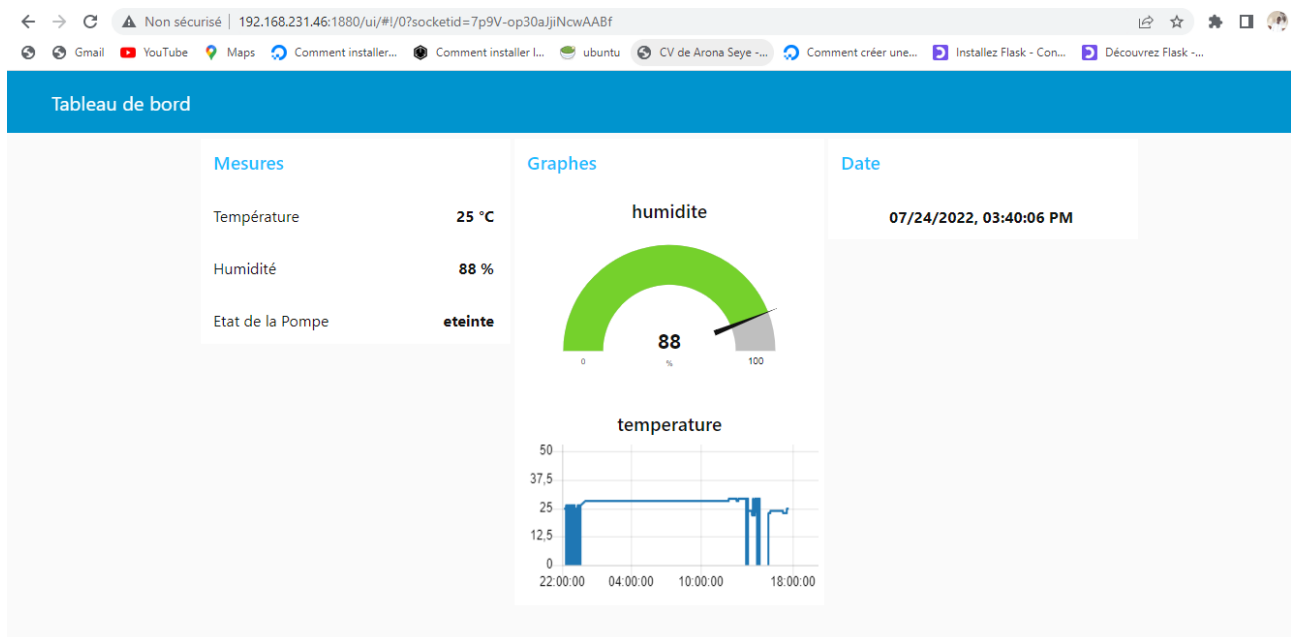 Non sécurisé | 192.168.231.46:1880/ui/#!/0?socketid=7p9V-op30aJjiNcwAABf
Gmail YouTube Maps Comment installer... Comment installer l... ubuntu CV de Arona Seye -... Comment créer une... Installez Flask - Con... Découvrez Flask -...
Tableau de bord
Mesures
Température 25 °C
Humidité 88 %
Etat de la Pompe eteinte
Graphes
humidite
88
0 % 100
temperature
50
37,5
25
12,5
0
22:00:00 04:00:00 10:00:00 18:00:00
Date
07/24/2022, 03:40:06 PM